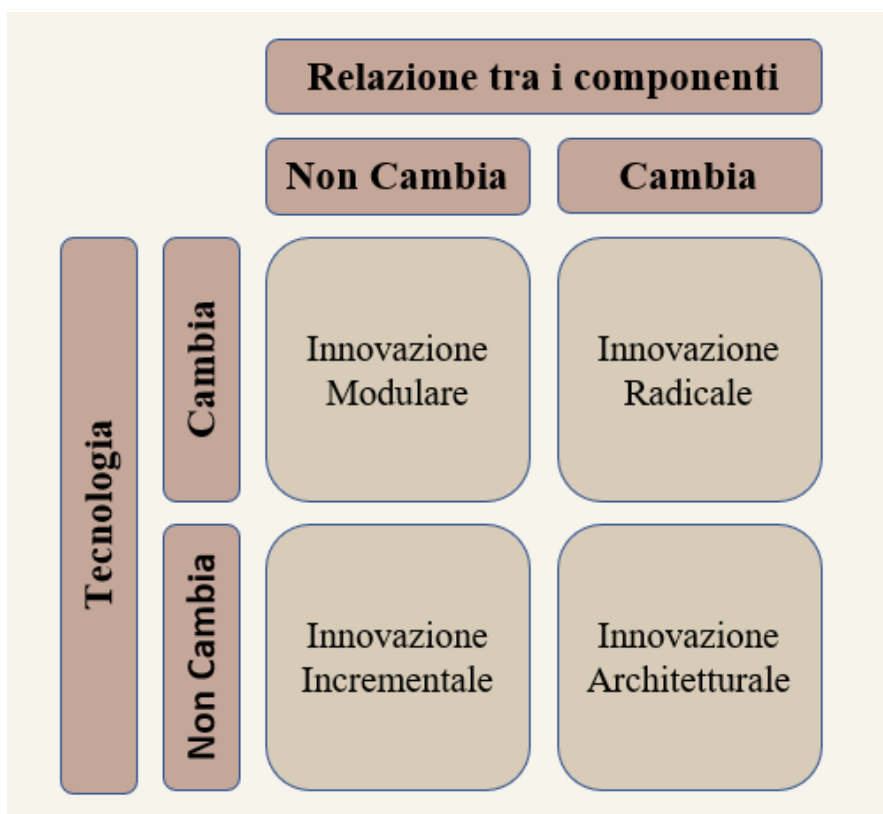 Relazione tra i componenti
Non Cambia
Cambia
Tecnologia
Cambia
Innovazione
Modulare
Innovazione
Radicale
Non Cambia
Innovazione
Incrementale
Innovazione
Architetturale